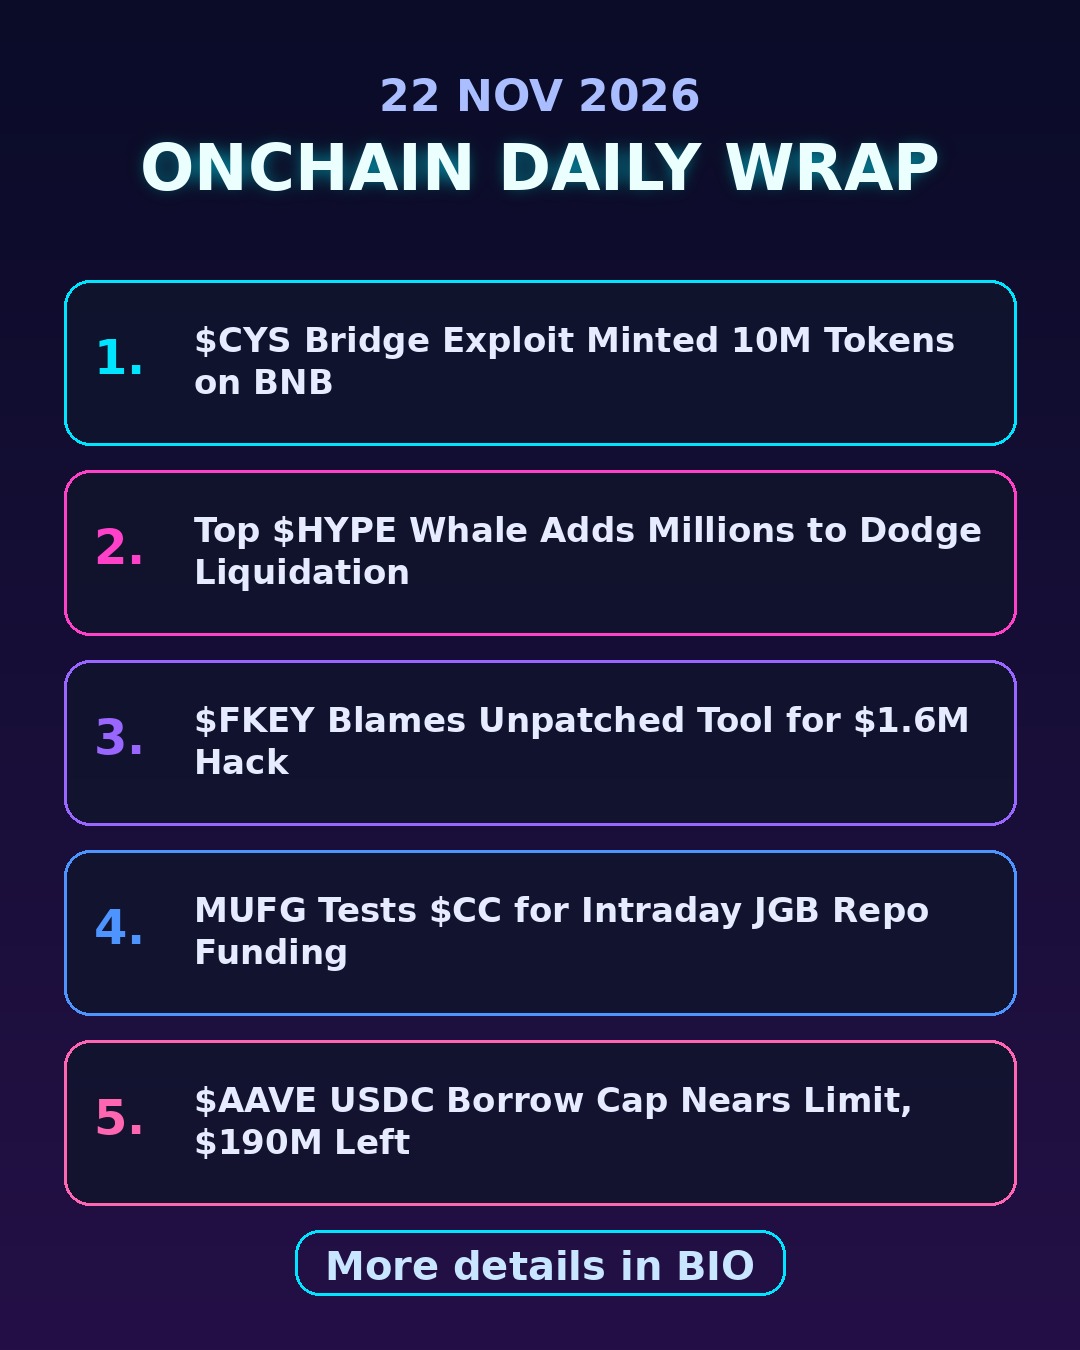 22 NOV 2026
ONCHAIN DAILY WRAP
1.
$CYS Bridge Exploit Minted 10M Tokens
on BNB
2.
Top $HYPE Whale Adds Millions to Dodge
Liquidation
3.
$FKEY Blames Unpatched Tool for $1.6M
Hack
4.
MUFG Tests $CC for Intraday JGB Repo
Funding
5.
$AAVE USDC Borrow Cap Nears Limit,
$190M Left
More details in BIO